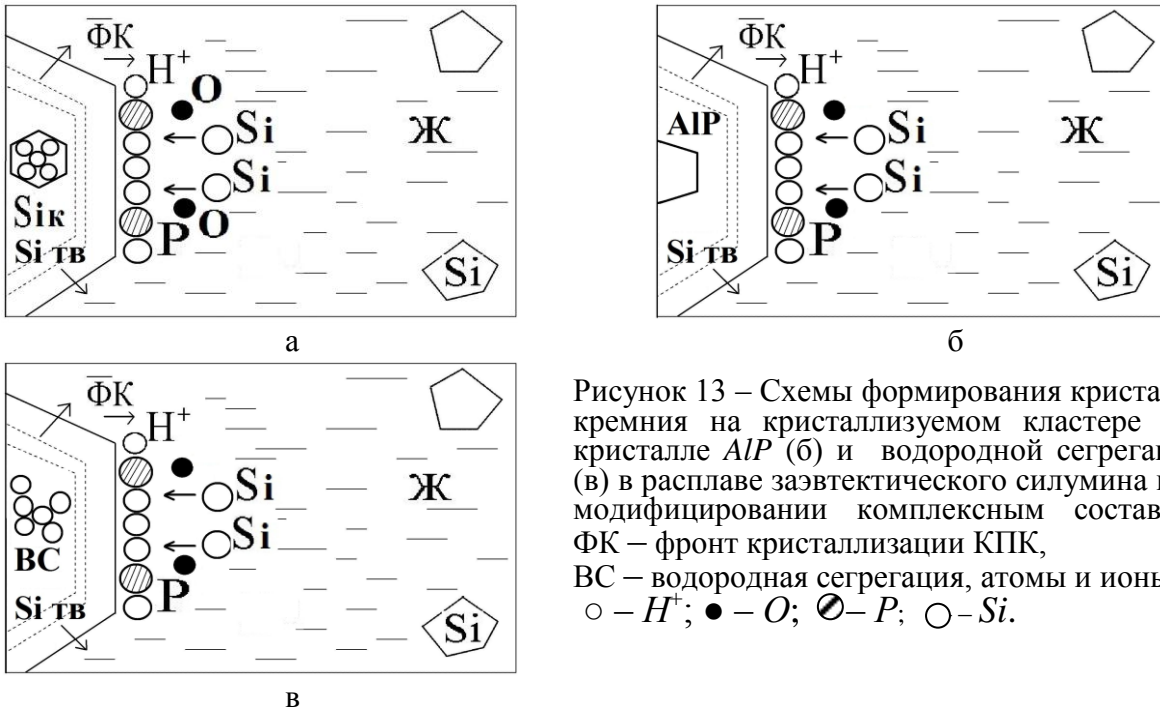 ФК
H⁺
O
Si
Ж
Siк
Si
Si тв
P O
Si
а
ФК
H⁺
AlP
Si
Ж
Si
Si тв
P
Si
б
ФК
H⁺
Si
Ж
Si
ВС
Si тв
P
Si
в
Рисунок 13 – Схемы формирования криста
кремния на кристаллизуемом кластере
кристалле AlP (б) и водородной сегрега
(в) в расплаве заэвтектического силумина
модифицировании комплексным состав
ФК – фронт кристаллизации КПК,
ВС – водородная сегрегация, атомы и ионы
○ – H⁺; ● – O; – P; ○ – Si.